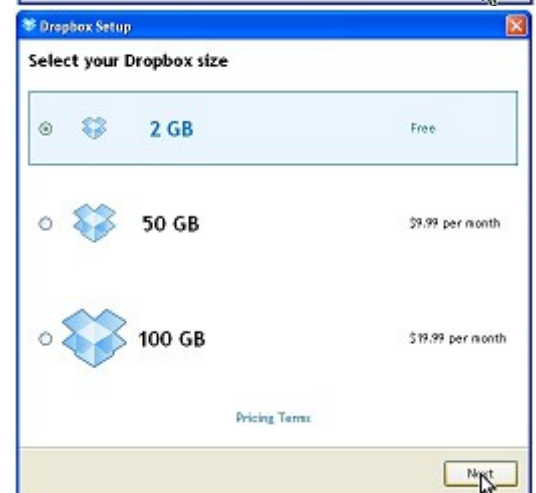 Dropbox Setup
Select your Dropbox size
2 GB Free
50 GB $9.99 per month
100 GB $19.99 per month
Pricing Terms
Next